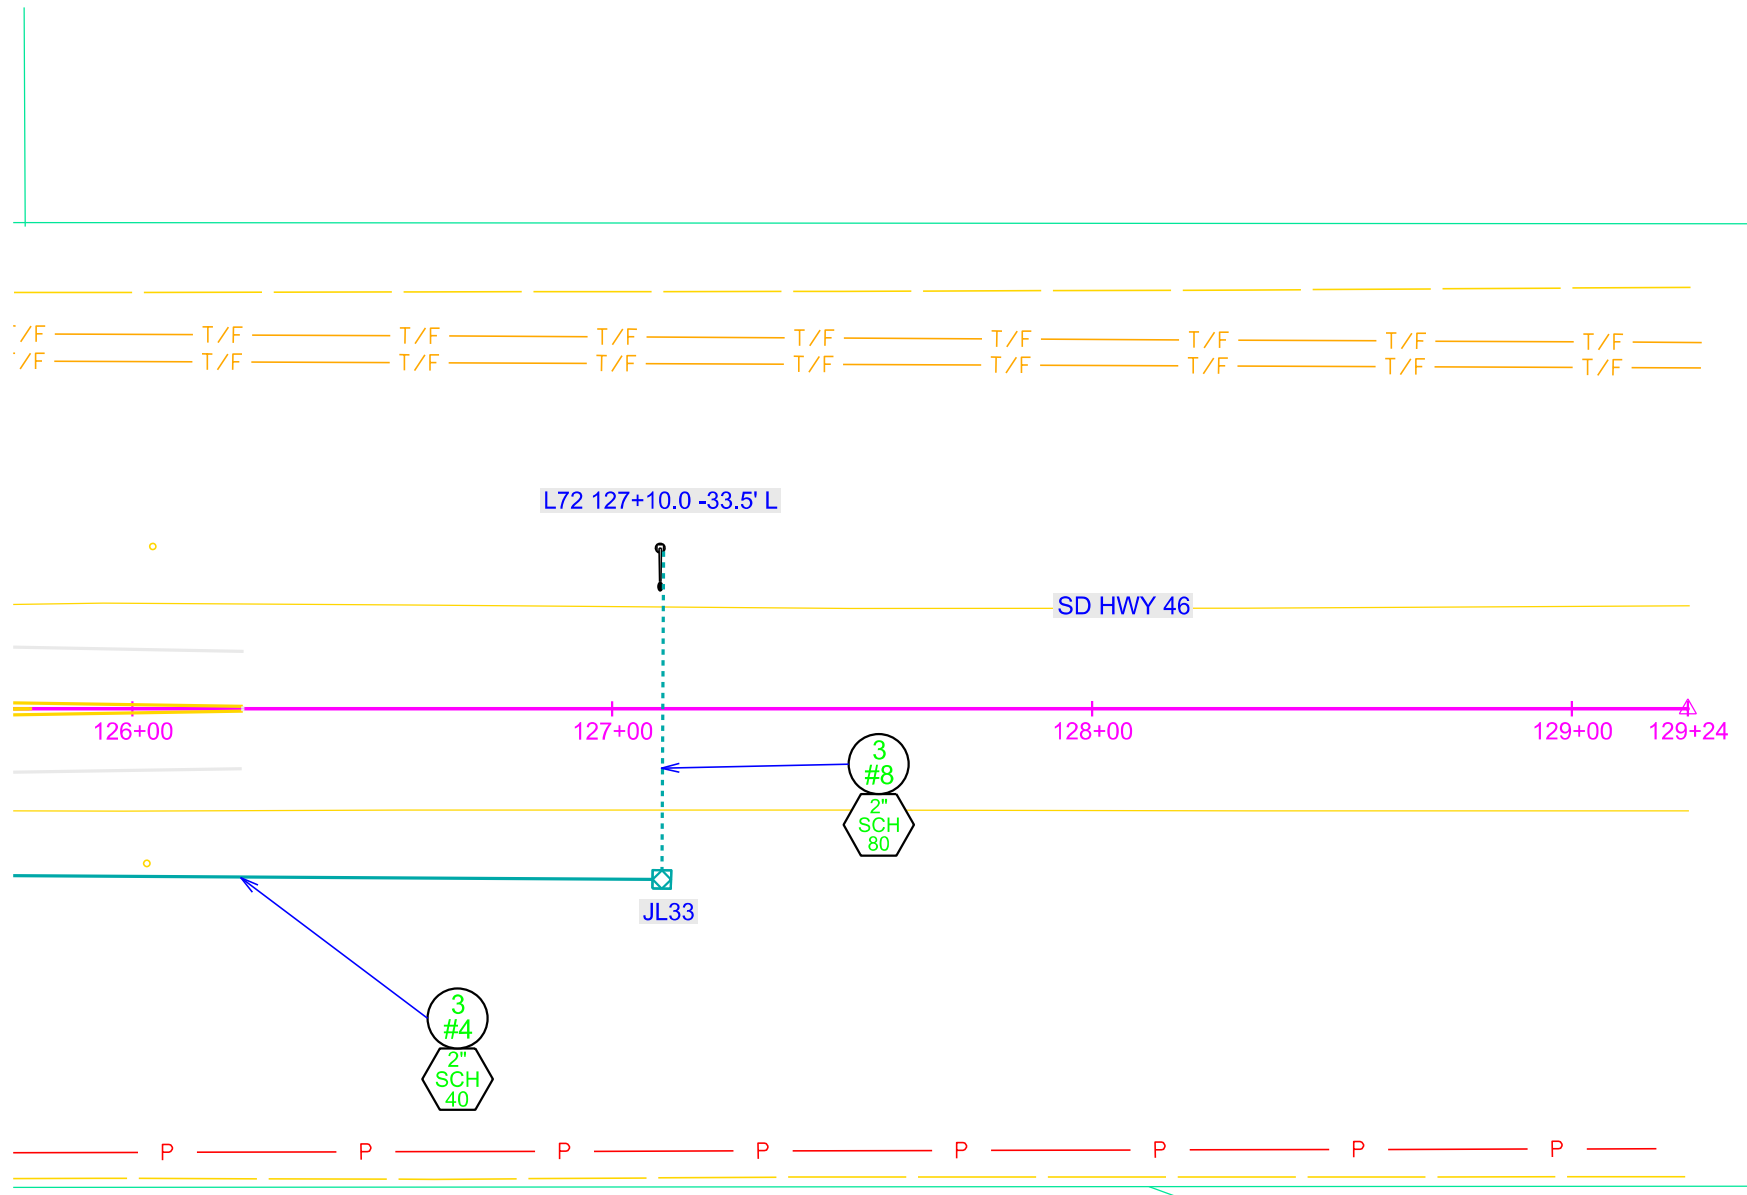 T/F T/F T/F T/F T/F T/F T/F T/F
T/F T/F T/F T/F T/F T/F T/F T/F
L72 127+10.0 -33.5' L
SD HWY 46
126+00 127+00 128+00 129+00 129+24
3
#8
2"
SCH
80
JL33
3
#4
2"
SCH
40
P P P P P P P P